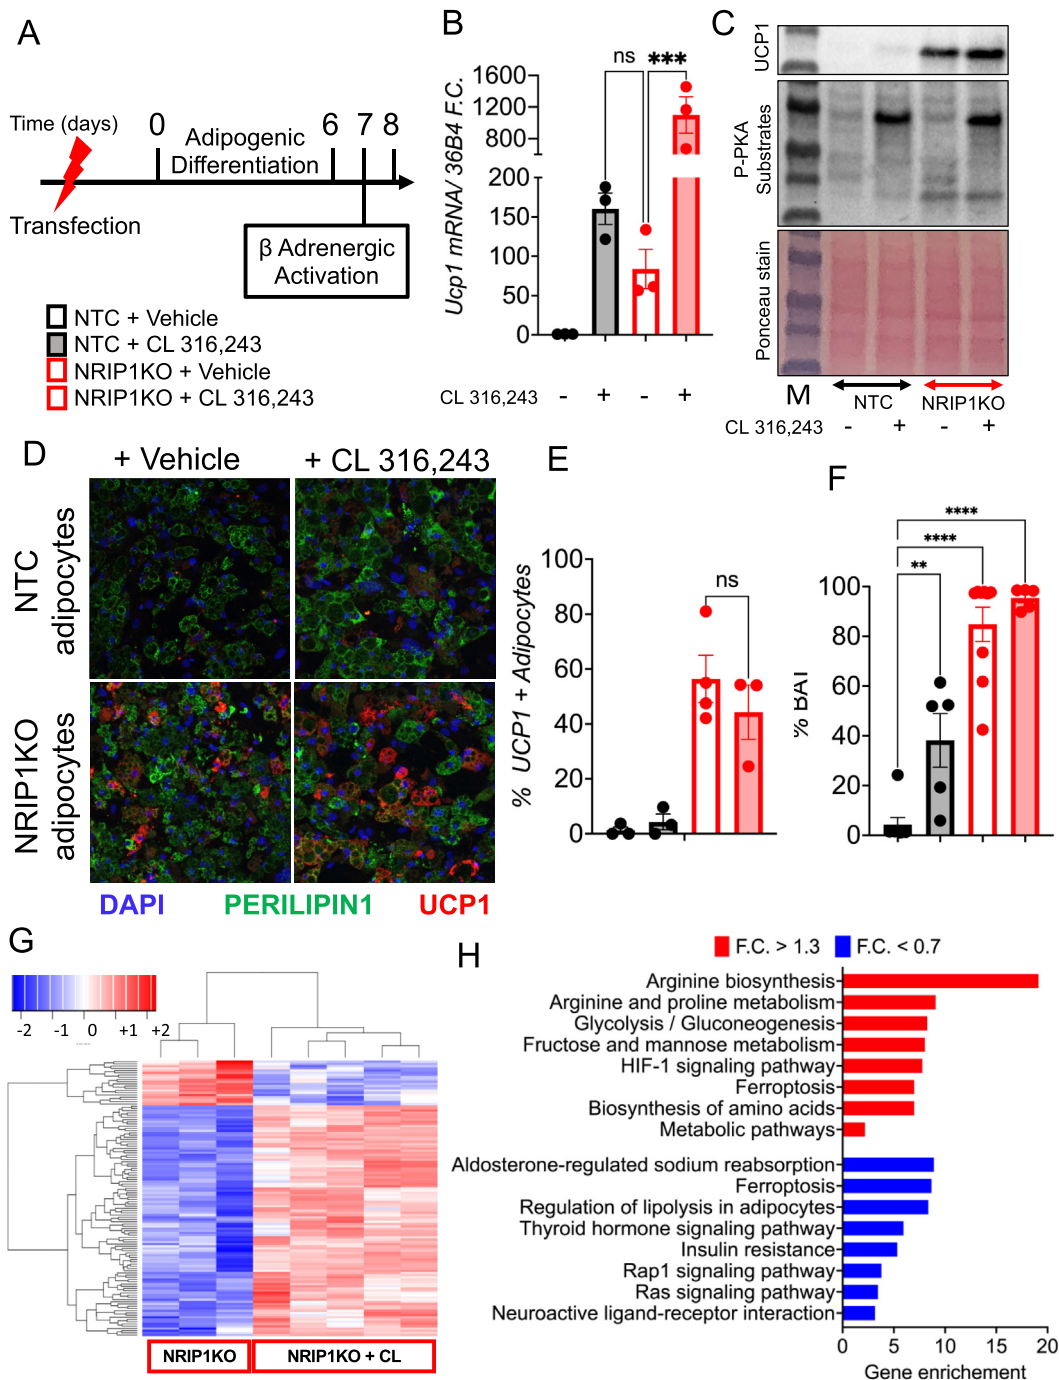 A
Time (days)
0
6
7
8
Adipogenic
Differentiation
Transfection
β Adrenergic
Activation
NTC + Vehicle
NTC + CL 316,243
NRIP1KO + Vehicle
NRIP1KO + CL 316,243
B
Ucp1 mRNA/ 36B4 F.C.
ns
***
1600
1200
800
200
150
100
50
0
CL 316,243
-
+
-
+
C
UCP1
P-PKA
Substrates
Ponceau stain
M
NTC
NRIP1KO
CL 316,243
-
+
-
+
D
+ Vehicle
+ CL 316,243
NTC
adipocytes
NRIP1KO
adipocytes
DAPI
PERILIPIN1
UCP1
E
% UCP1 + Adipocytes
100
80
60
40
20
0
ns
F
% BAT
100
80
60
40
20
0
**
****
****
G
-2
-1
0
+1
+2
NRIP1KO
NRIP1KO + CL
H
F.C. > 1.3
F.C. < 0.7
Arginine biosynthesis
Arginine and proline metabolism
Glycolysis / Gluconeogenesis
Fructose and mannose metabolism
HIF-1 signaling pathway
Ferroptosis
Biosynthesis of amino acids
Metabolic pathways
Aldosterone-regulated sodium reabsorption
Ferroptosis
Regulation of lipolysis in adipocytes
Thyroid hormone signaling pathway
Insulin resistance
Rap1 signaling pathway
Ras signaling pathway
Neuroactive ligand-receptor interaction
0
5
10
15
20
Gene enrichement